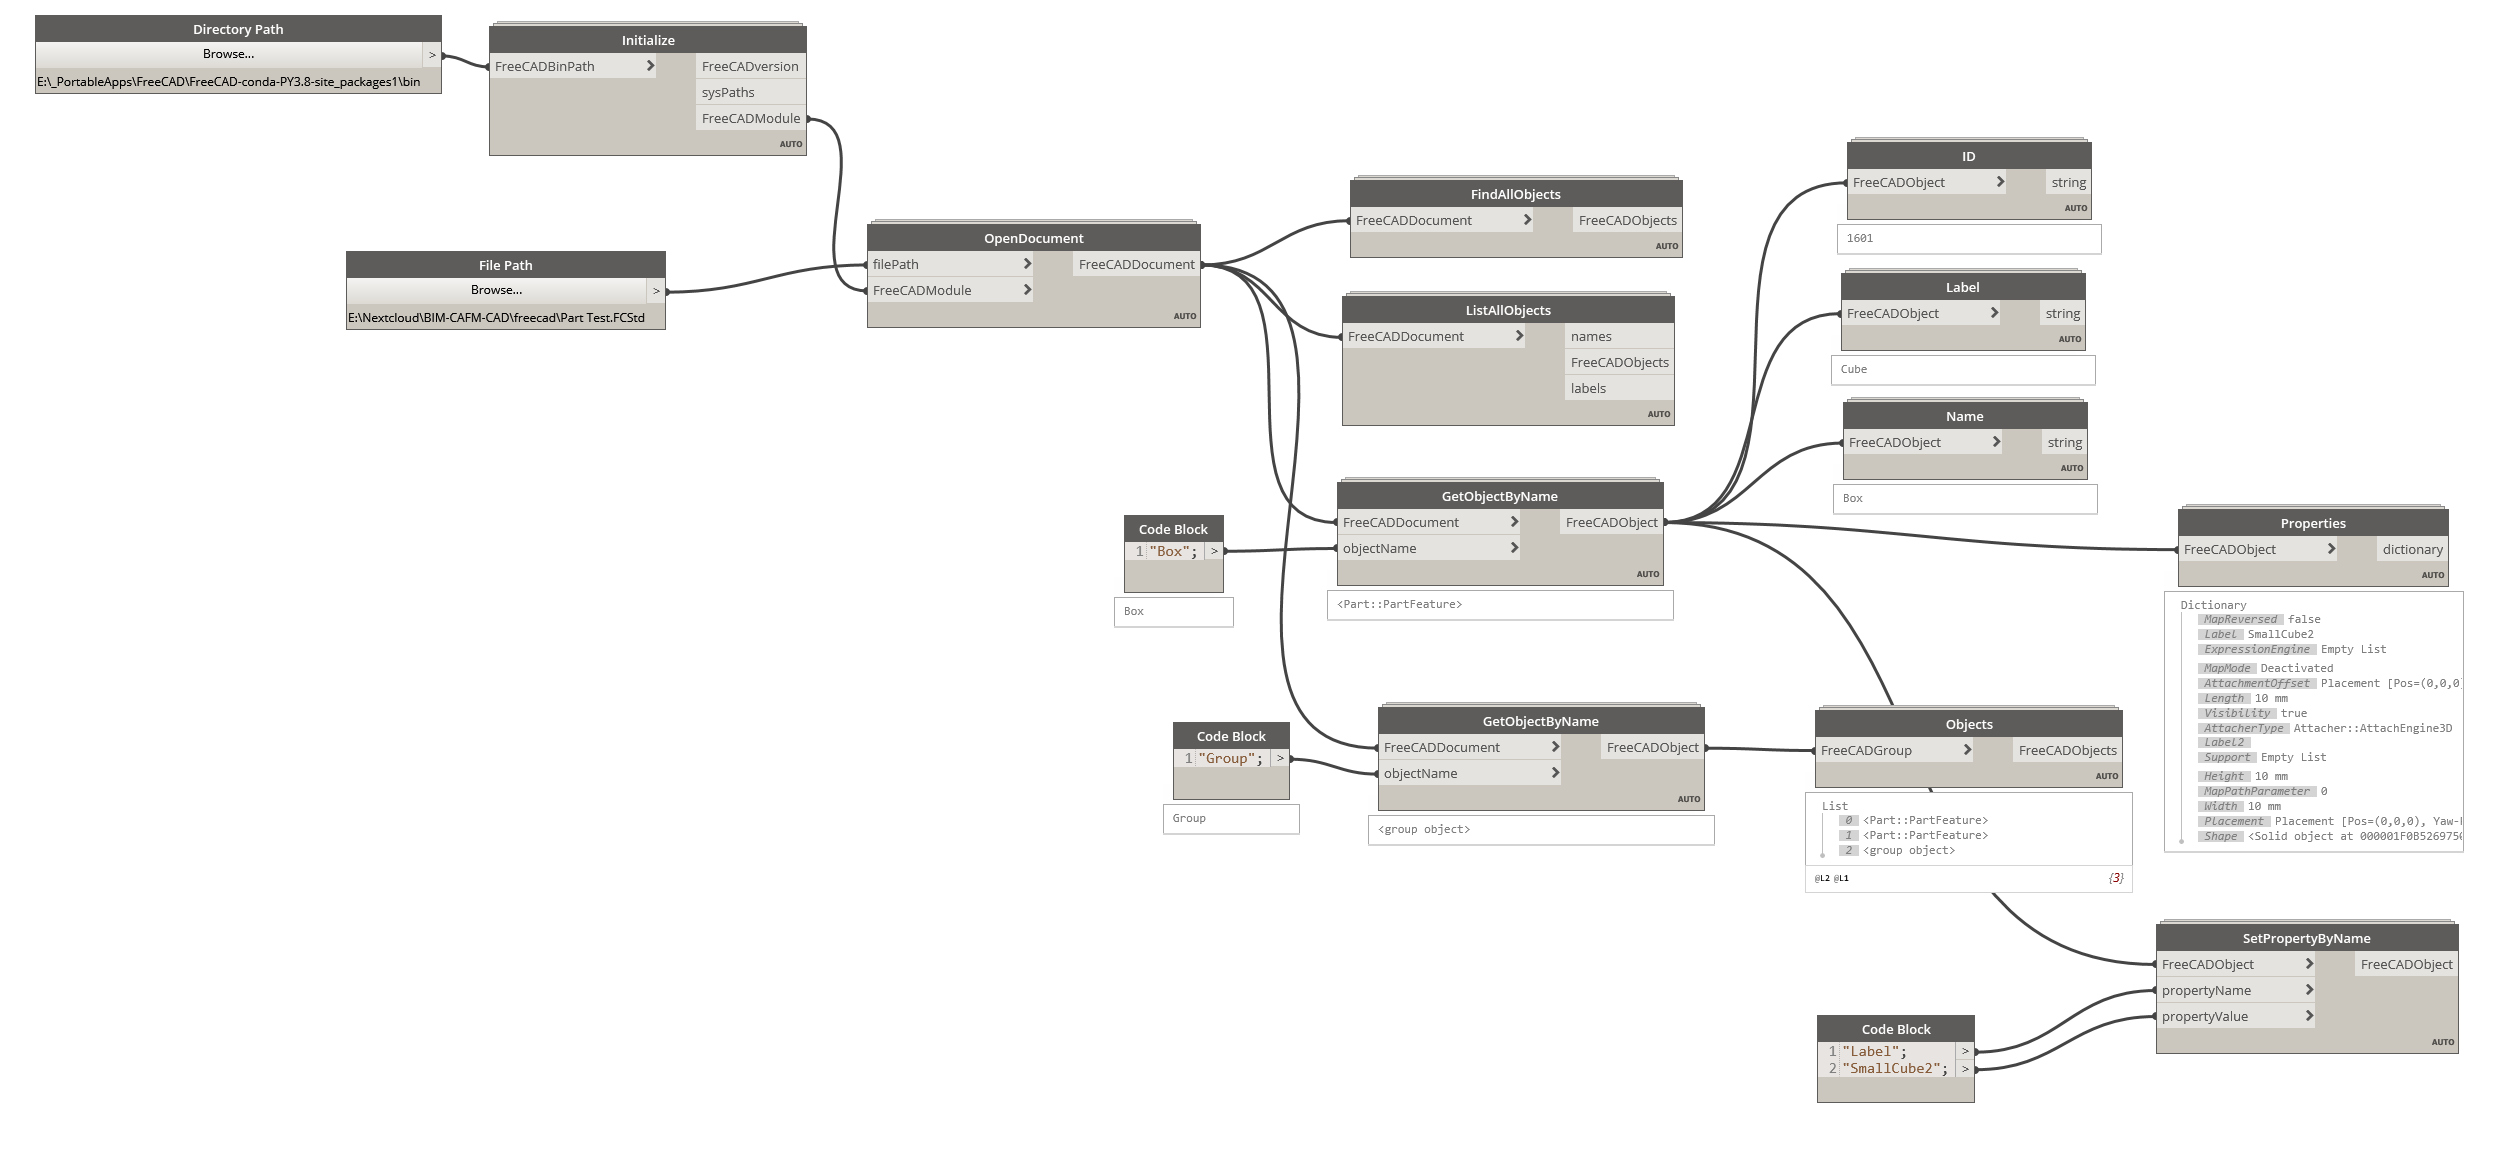 Directory Path
Browse...
>
E:\_PortableApps\FreeCAD\FreeCAD-conda-PY3.8-site_packages1\bin
Initialize
FreeCADBinPath
FreeCADversion
sysPaths
FreeCADModule
AUTO
File Path
Browse...
>
E:\Nextcloud\BIM-CAFM-CAD\freecad\Part Test.FCStd
OpenDocument
filePath
FreeCADDocument
FreeCADModule
AUTO
FindAllObjects
FreeCADDocument
FreeCADObjects
AUTO
ListAllObjects
FreeCADDocument
names
FreeCADObjects
labels
AUTO
ID
FreeCADObject
string
AUTO
1601
Label
FreeCADObject
string
AUTO
Cube
Name
FreeCADObject
string
AUTO
Box
Code Block
1 "Box"; >
Box
GetObjectByName
FreeCADDocument
FreeCADObject
objectName
AUTO
<Part::PartFeature>
Properties
FreeCADObject
dictionary
AUTO
Dictionary
MapReversed false
Label SmallCube2
ExpressionEngine Empty List
MapMode Deactivated
AttachmentOffset Placement [Pos=(0,0,0
Length 10 mm
Visibility true
AttacherType Attacher::AttachEngine3D
Label2
Support Empty List
Height 10 mm
MapPathParameter 0
Width 10 mm
Placement Placement [Pos=(0,0,0), Yaw-
Shape <Solid object at 000001F0B526975
Code Block
1 "Group"; >
Group
GetObjectByName
FreeCADDocument
FreeCADObject
objectName
AUTO
<group object>
Objects
FreeCADGroup
FreeCADObjects
AUTO
List
0 <Part::PartFeature>
1 <Part::PartFeature>
2 <group object>
@L2 @L1
{3}
SetPropertyByName
FreeCADObject
FreeCADObject
propertyName
propertyValue
AUTO
Code Block
1 "Label"; >
2 "SmallCube2"; >